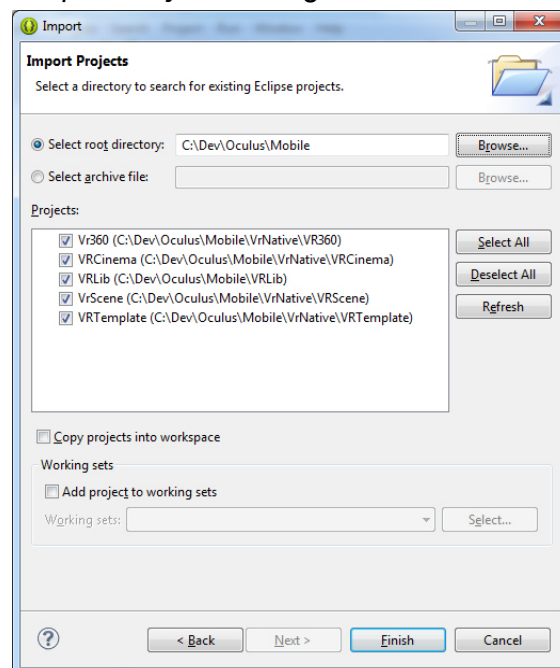 Import
Import Projects
Select a directory to search for existing Eclipse projects.
Select root directory: C:\Dev\Oculus\Mobile Browse...
Select archive file: Browse...
Projects:
Vr360 (C:\Dev\Oculus\Mobile\VrNative\VR360)
VRCinema (C:\Dev\Oculus\Mobile\VrNative\VRCinema)
VRLib (C:\Dev\Oculus\Mobile\VRLib)
VrScene (C:\Dev\Oculus\Mobile\VrNative\VRScene)
VRTemplate (C:\Dev\Oculus\Mobile\VrNative\VRTemplate)
Select All
Deselect All
Refresh
Copy projects into workspace
Working sets
Add project to working sets
Working sets: Select...
? < Back Next > Finish Cancel